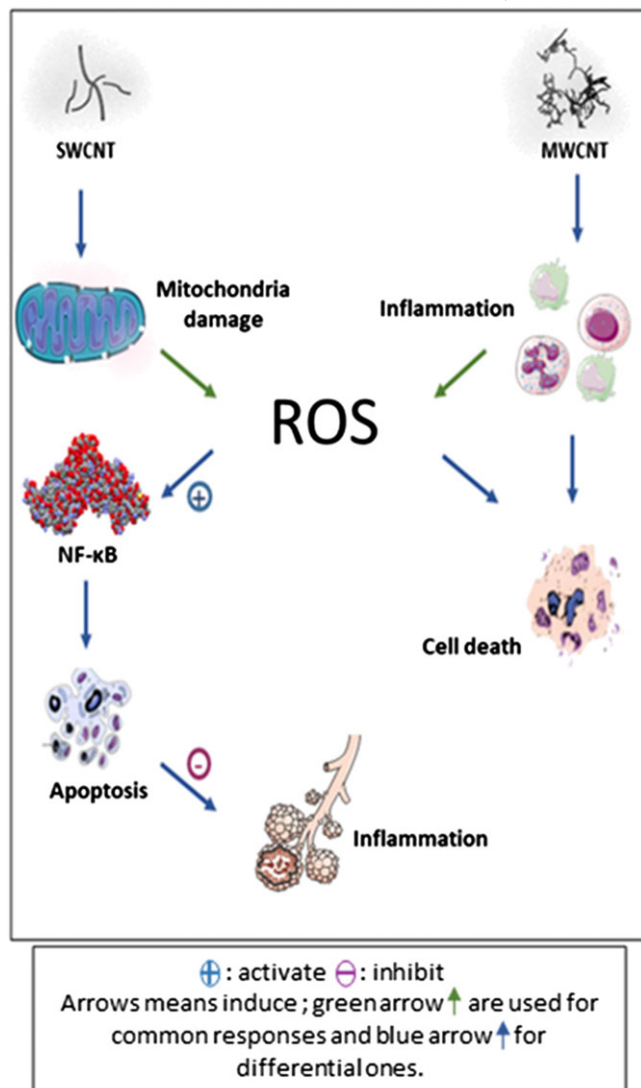 SWCNT
MWCNT
Mitochondria
damage
Inflammation
ROS
+
NF-κB
Cell death
Apoptosis
-
Inflammation
+ : activate - : inhibit
Arrows means induce ; green arrow ↑ are used for
common responses and blue arrow ↑ for
differential ones.